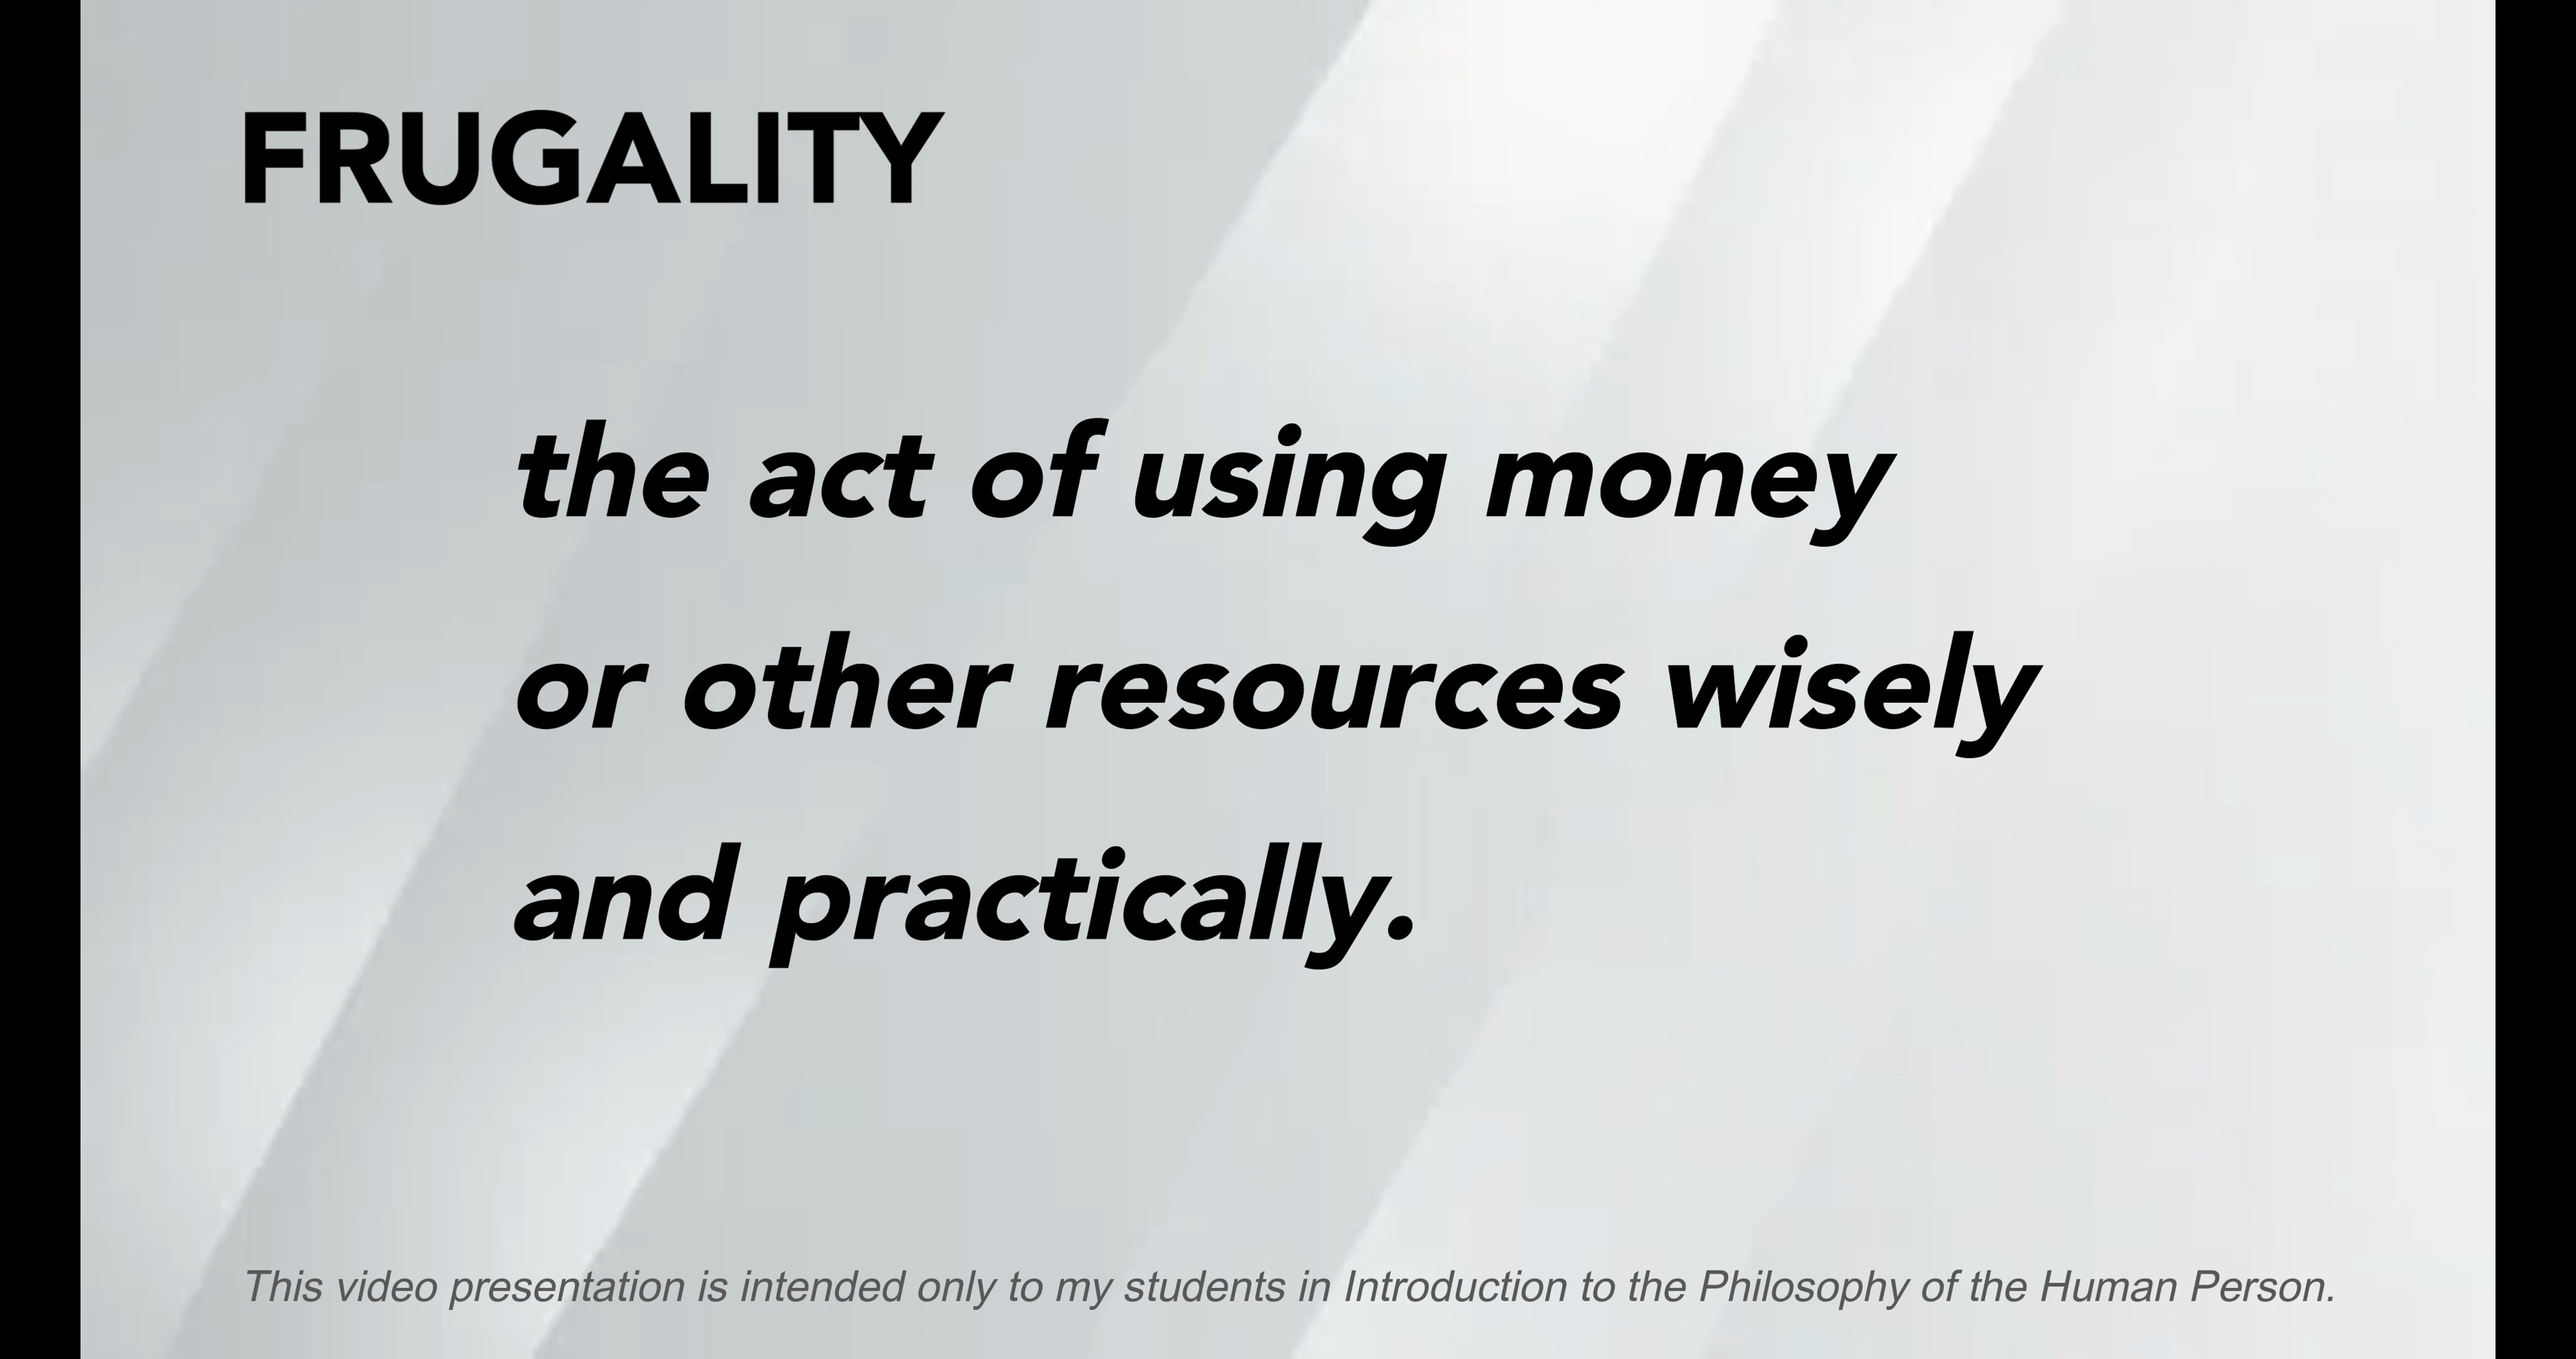 FRUGALITY
the act of using money
or other resources wisely
and practically.
This video presentation is intended only to my students in Introduction to the Philosophy of the Human Person.